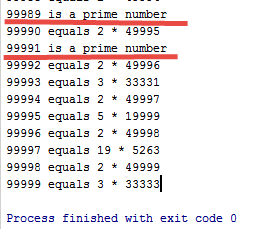 99989 is a prime number
99990 equals 2 * 49995
99991 is a prime number
99992 equals 2 * 49996
99993 equals 3 * 33331
99994 equals 2 * 49997
99995 equals 5 * 19999
99996 equals 2 * 49998
99997 equals 19 * 5263
99998 equals 2 * 49999
99999 equals 3 * 33333
Process finished with exit code 0